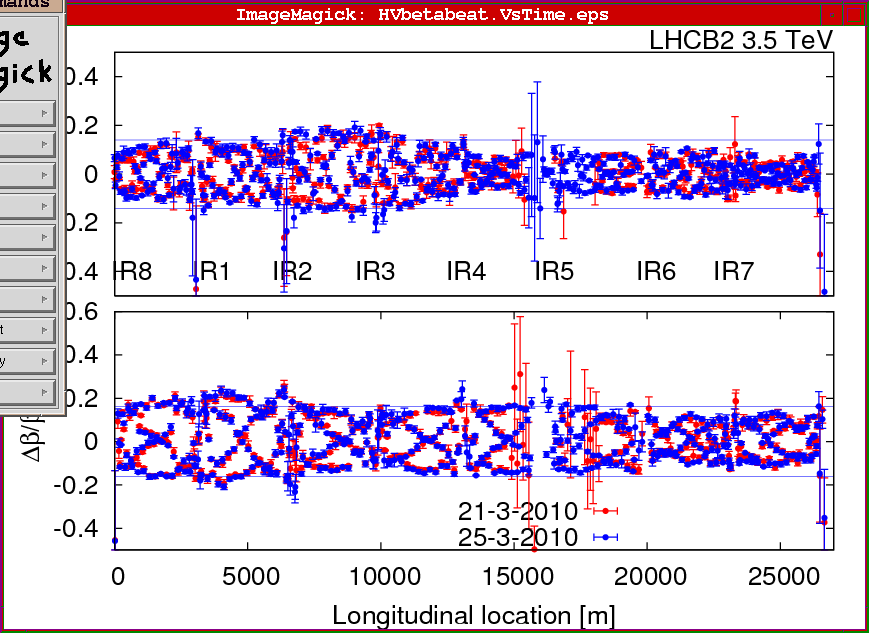 ImageMagick: HVbetabeat.VsTime.eps
LHCB2 3.5 TeV
0.4
0.2
0
0.2
0.4
IR8 IR1 IR2 IR3 IR4 IR5 IR6 IR7
0.6
0.4
0.2
0
-0.2
-0.4
Δβ/β
21-3-2010
25-3-2010
0 5000 10000 15000 20000 25000
Longitudinal location [m]